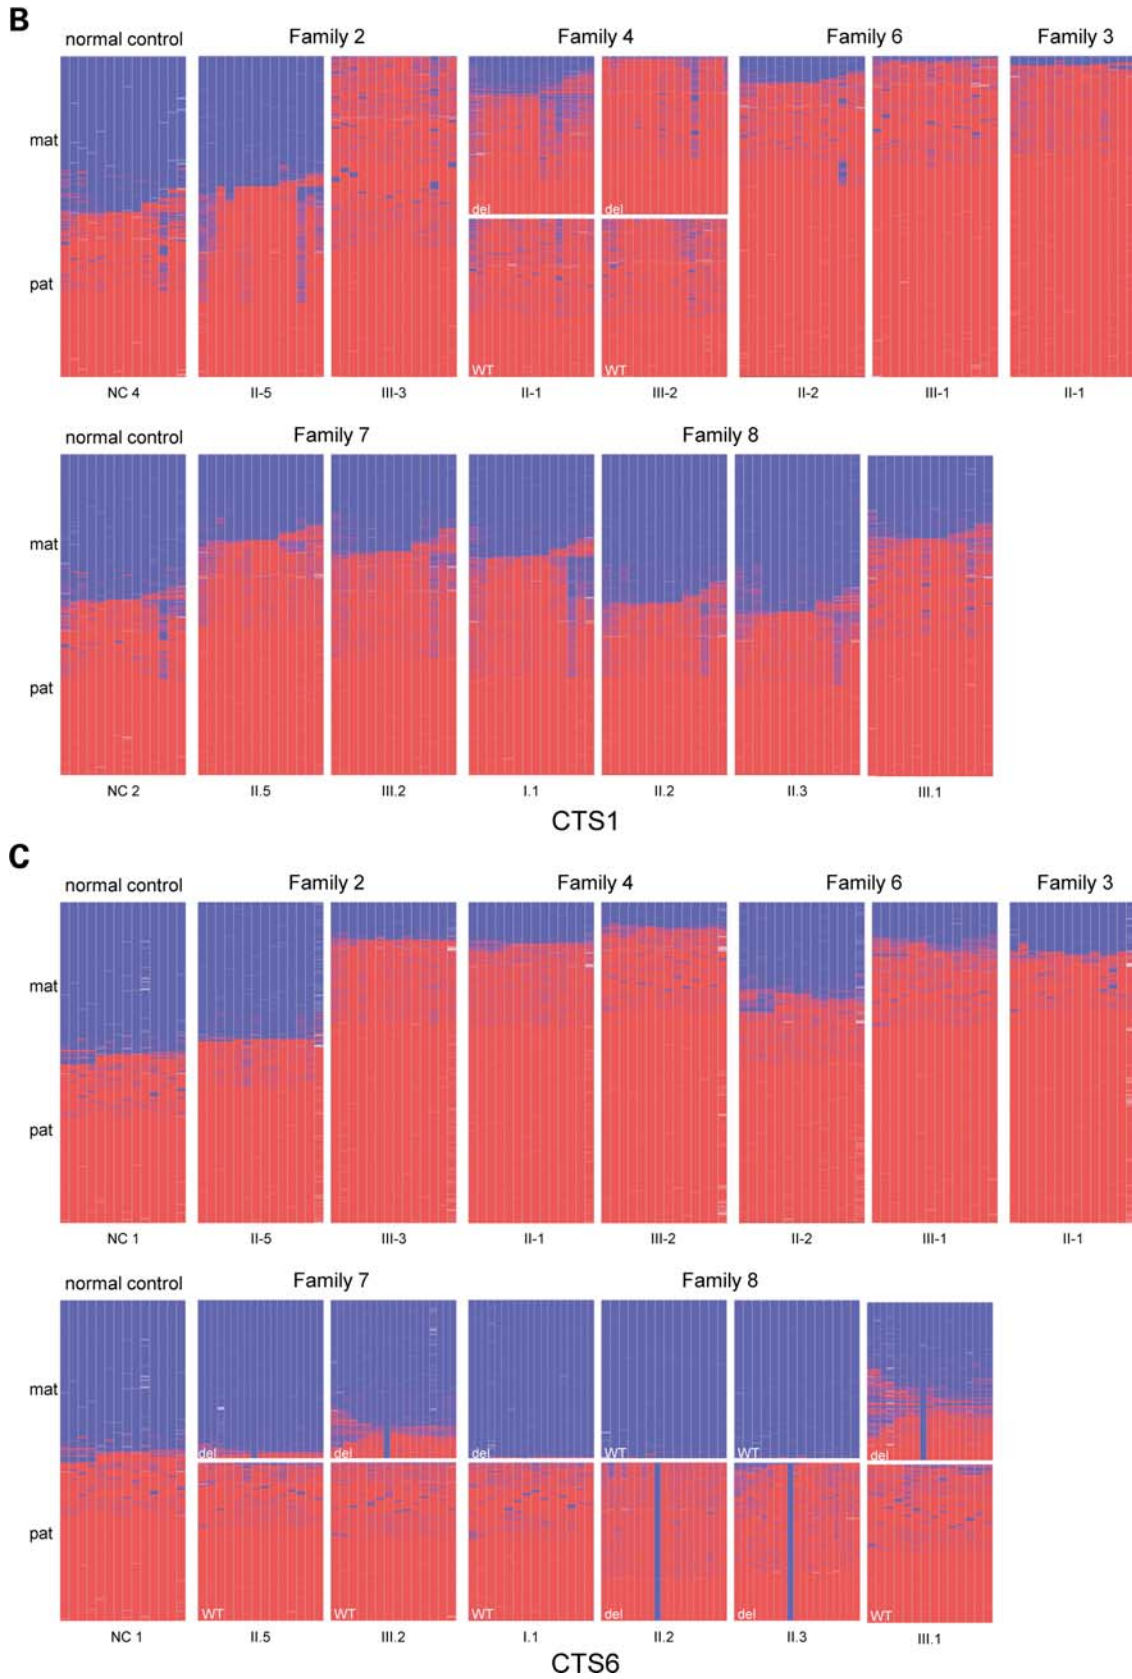 B
normal control Family 2 Family 4 Family 6 Family 3
mat
del del
pat
WT WT
NC 4 II-5 III-3 II-1 III-2 II-2 III-1 II-1
normal control Family 7 Family 8
mat
pat
NC 2 II.5 III.2 I.1 II.2 II.3 III.1
CTS1
C
normal control Family 2 Family 4 Family 6 Family 3
mat
pat
NC 1 II-5 III-3 II-1 III-2 II-2 III-1 II-1
normal control Family 7 Family 8
mat
del del del WT WT del
pat
WT WT WT del del WT
NC 1 II.5 III.2 I.1 II.2 II.3 III.1
CTS6